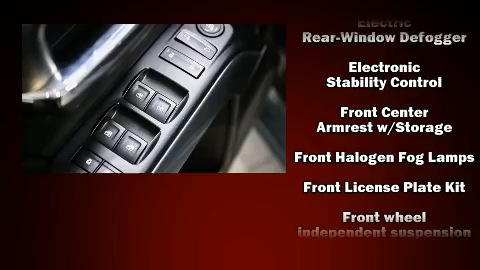 Electric
Rear-Window Defogger
Electronic
Stability Control
Front Center
Armrest w/Storage
Front Halogen Fog Lamps
Front License Plate Kit
Front wheel
independent suspension